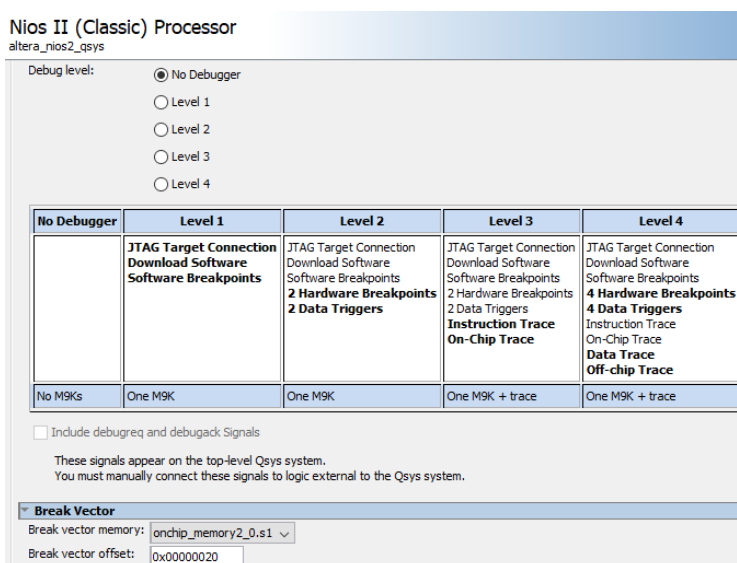 Nios II (Classic) Processor
altera_nios2_qsys
Debug level:
No Debugger
Level 1
Level 2
Level 3
Level 4
No Debugger Level 1 Level 2 Level 3 Level 4
JTAG Target Connection JTAG Target Connection JTAG Target Connection JTAG Target Connection
Download Software Download Software Download Software Download Software
Software Breakpoints Software Breakpoints Software Breakpoints Software Breakpoints
2 Hardware Breakpoints 2 Hardware Breakpoints 4 Hardware Breakpoints
2 Data Triggers 2 Data Triggers 4 Data Triggers
Instruction Trace Instruction Trace
On-Chip Trace On-Chip Trace
Data Trace
Off-chip Trace
No M9Ks One M9K One M9K One M9K + trace One M9K + trace
Include debugreq and debugack Signals
These signals appear on the top-level Qsys system.
You must manually connect these signals to logic external to the Qsys system.
Break Vector
Break vector memory: onchip_memory2_0.s1
Break vector offset: 0x00000020